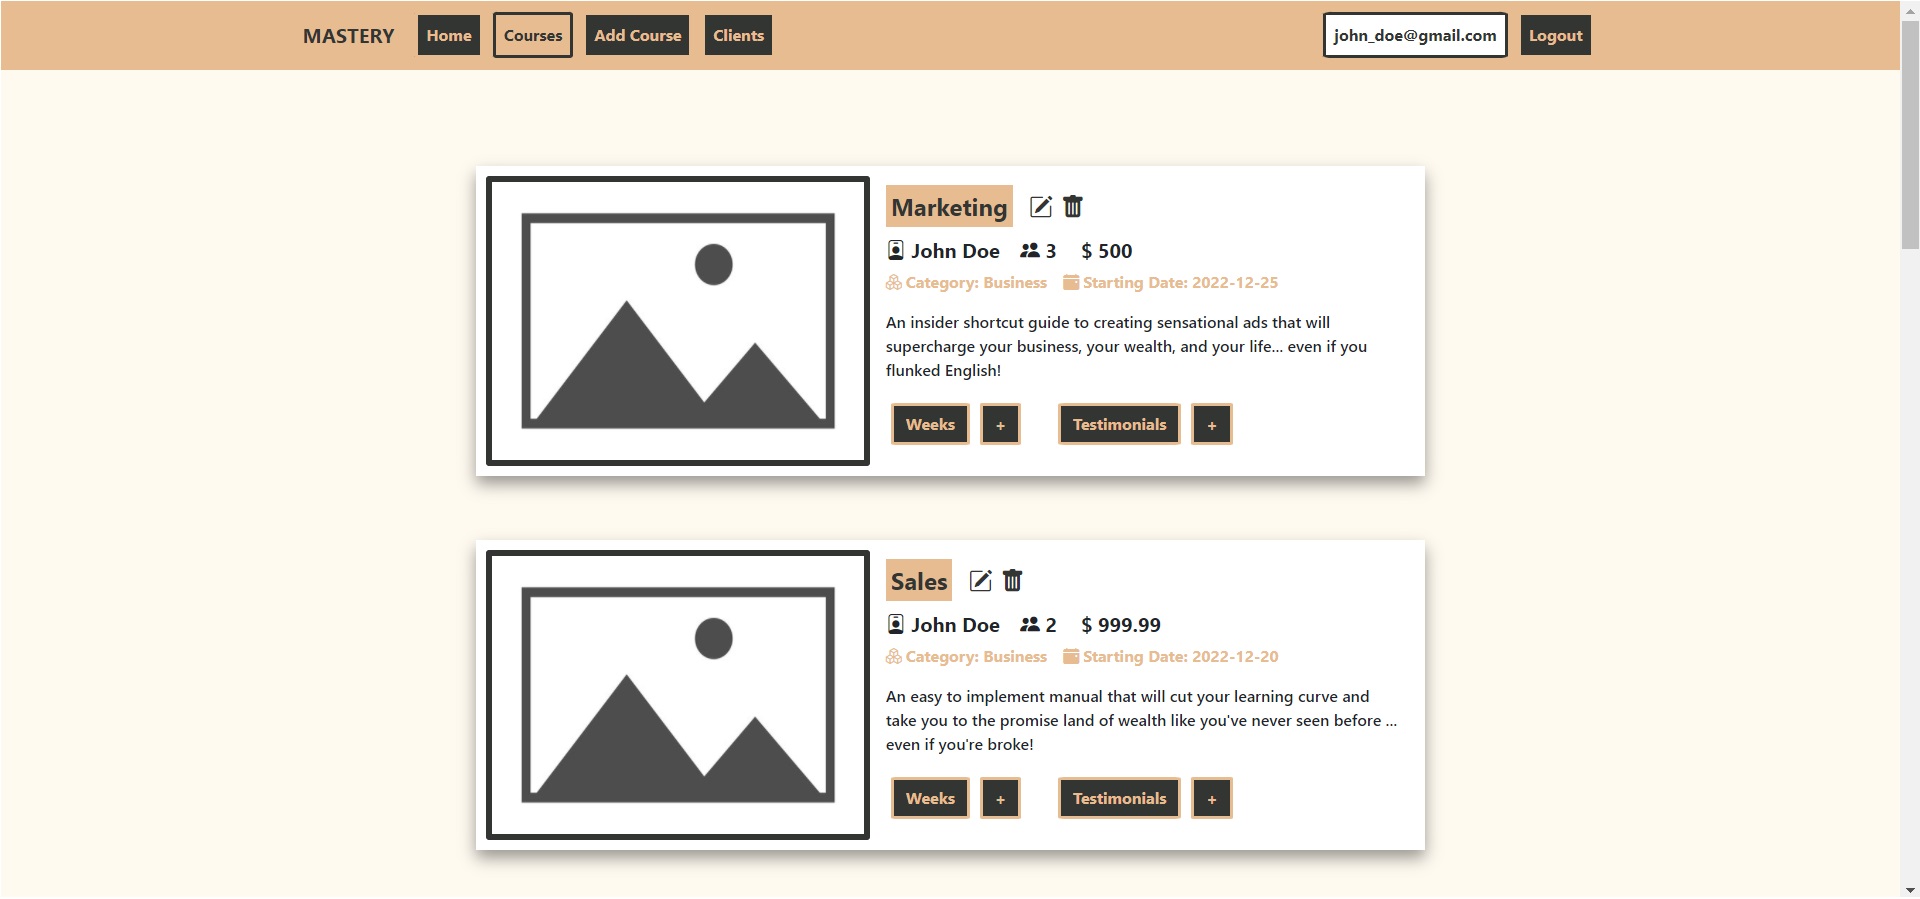 MASTERY Home Courses Add Course Clients john_doe@gmail.com Logout
Marketing
John Doe 3 $ 500
Category: Business Starting Date: 2022-12-25
An insider shortcut guide to creating sensational ads that will
supercharge your business, your wealth, and your life... even if you
flunked English!
Weeks + Testimonials +
Sales
John Doe 2 $ 999.99
Category: Business Starting Date: 2022-12-20
An easy to implement manual that will cut your learning curve and
take you to the promise land of wealth like you've never seen before ...
even if you're broke!
Weeks + Testimonials +